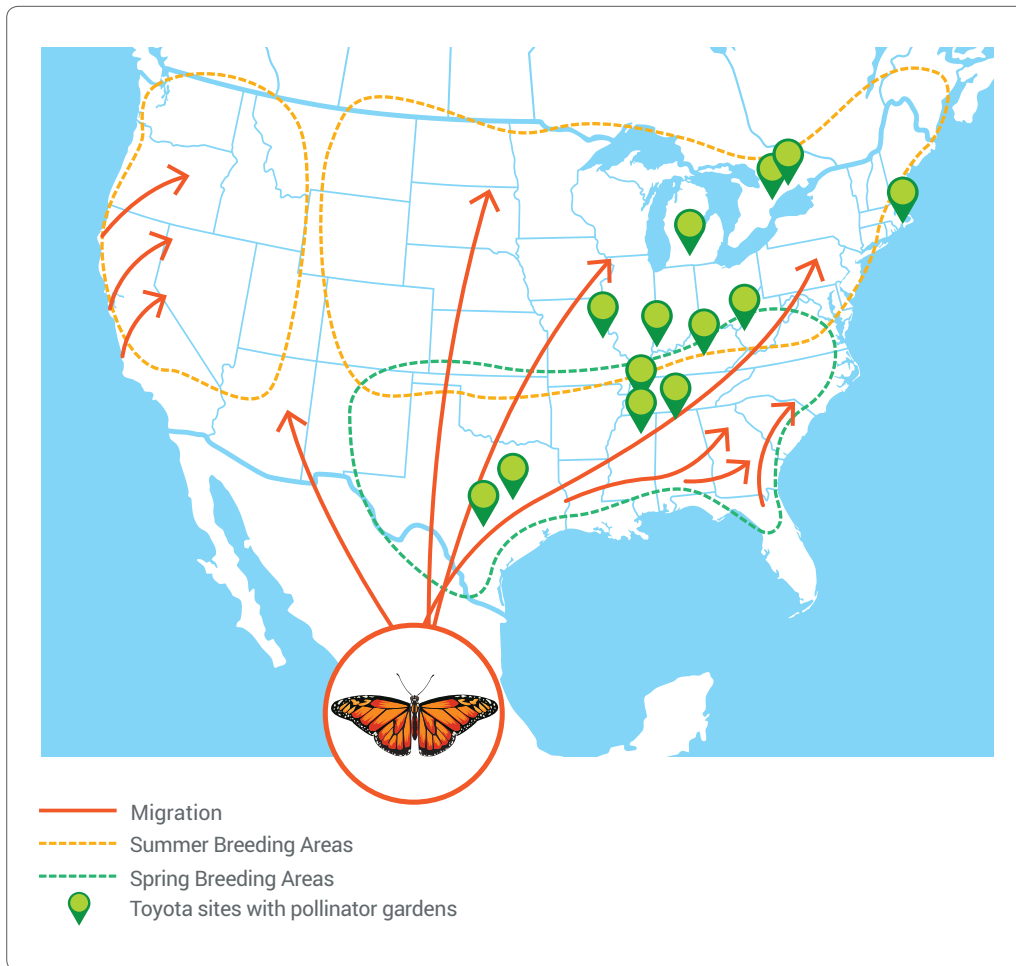 Migration
Summer Breeding Areas
Spring Breeding Areas
Toyota sites with pollinator gardens